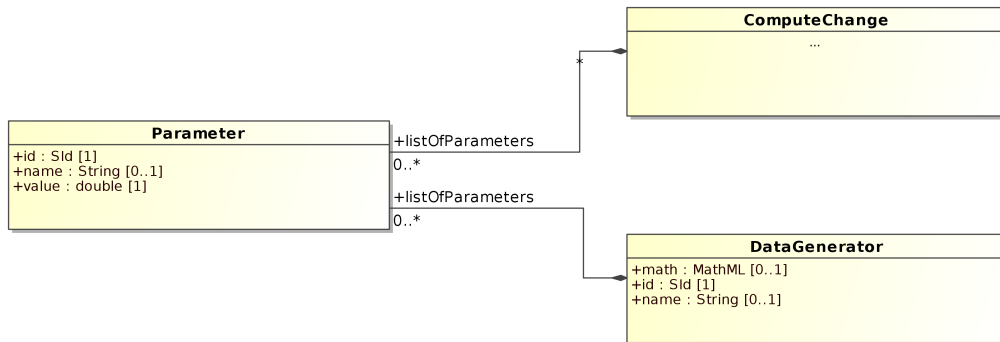 ComputeChange
...
*
Parameter
+id : SId [1]
+name : String [0..1]
+value : double [1]
+listOfParameters
0..*
+listOfParameters
0..*
DataGenerator
+math : MathML [0..1]
+id : SId [1]
+name : String [0..1]